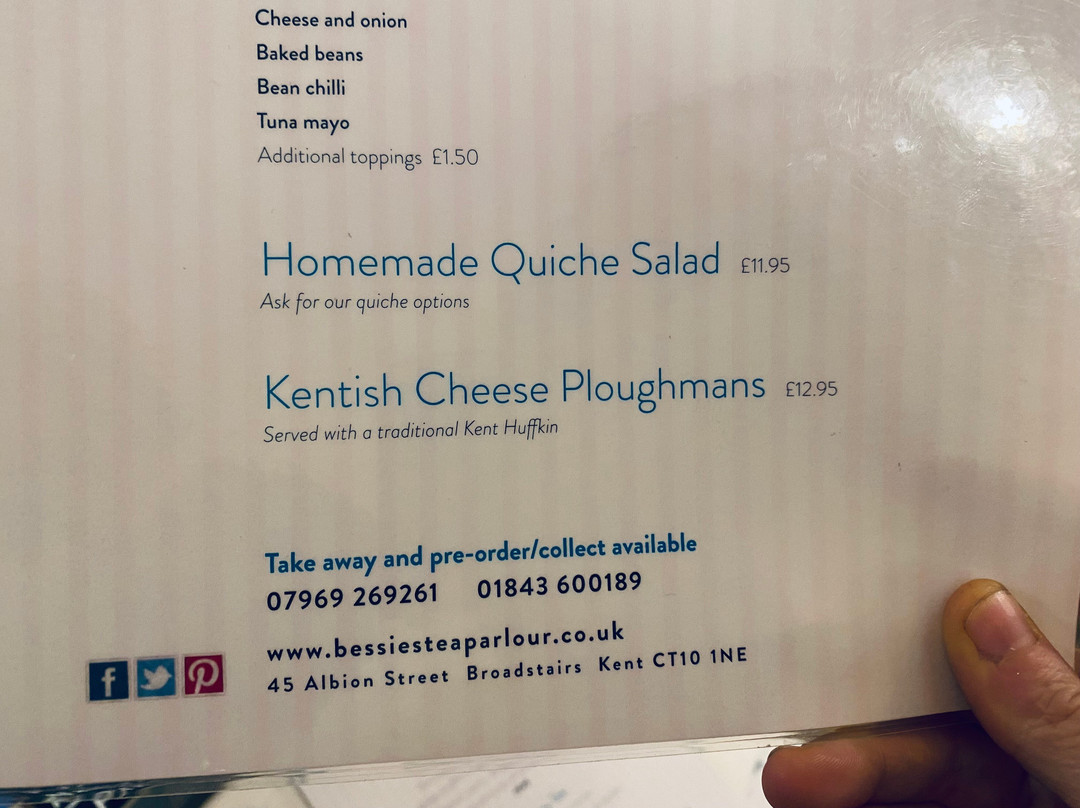 Cheese and onion
Baked beans
Bean chilli
Tuna mayo
Additional toppings £1.50
Homemade Quiche Salad £11.95
Ask for our quiche options
Kentish Cheese Ploughmans £12.95
Served with a traditional Kent Huffkin
Take away and pre-order/collect available
07969 269261 01843 600189
www.bessiesteaparlour.co.uk
45 Albion Street Broadstairs Kent CT10 1NE